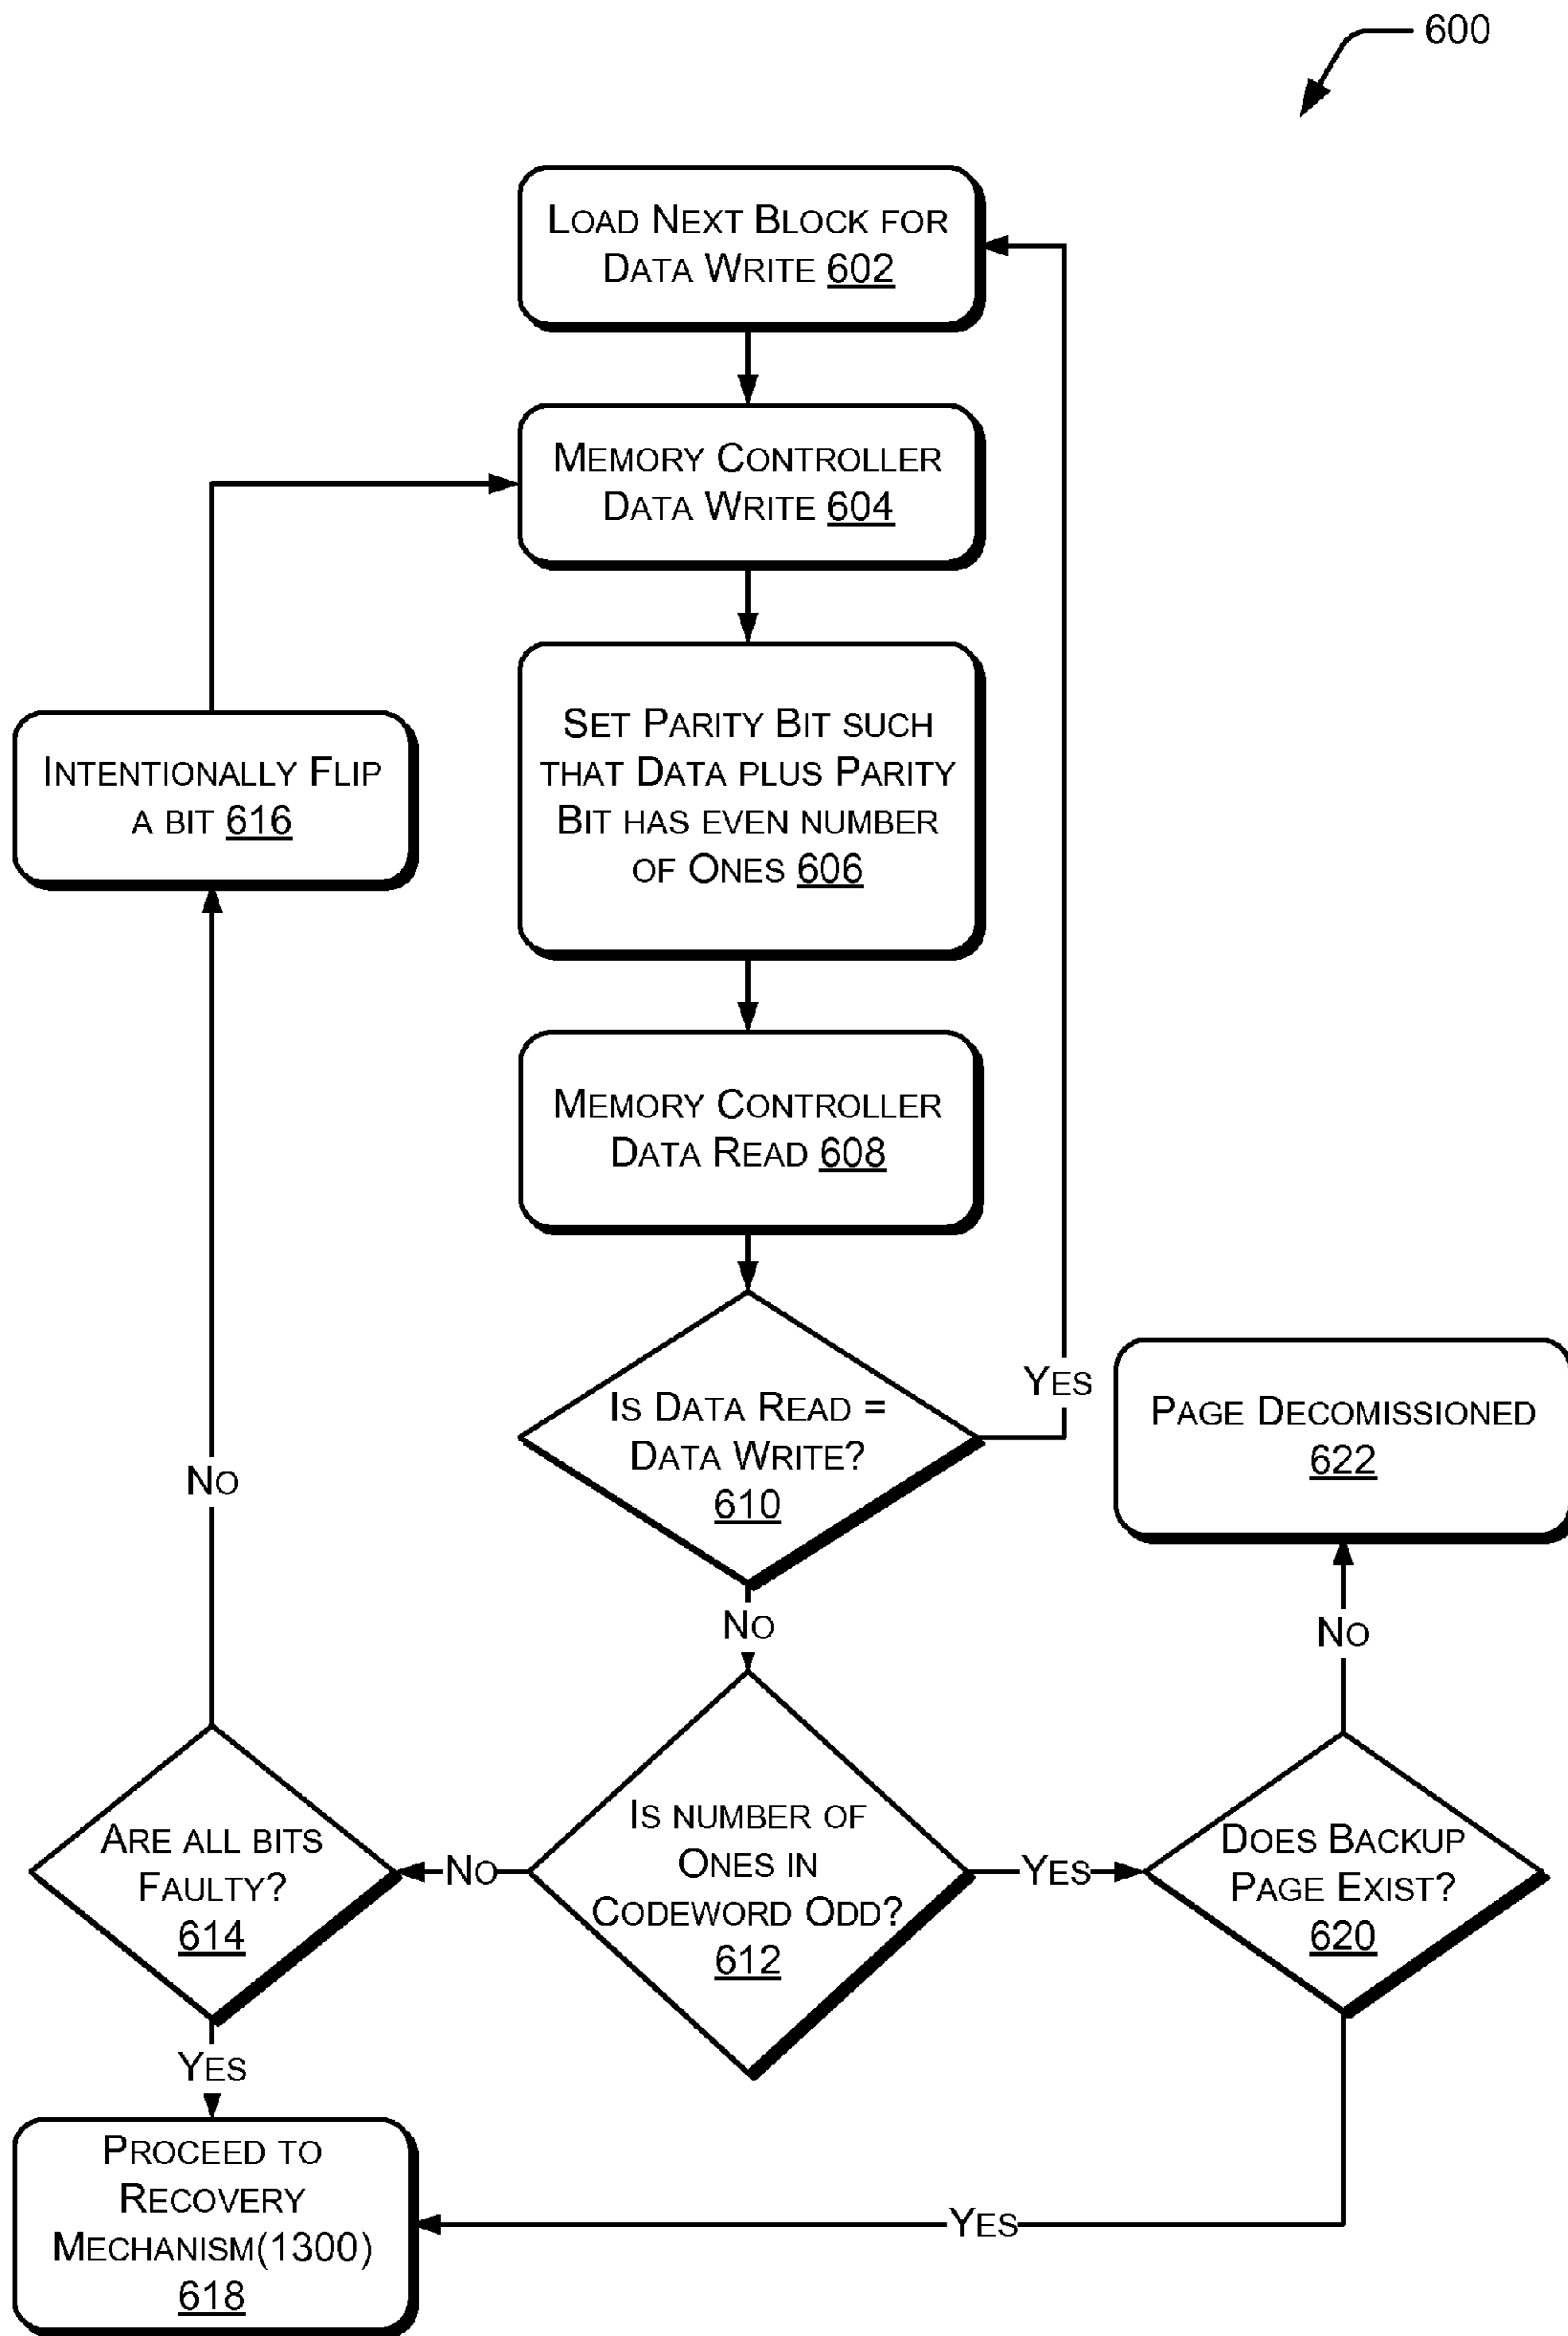 600
LOAD NEXT BLOCK FOR
DATA WRITE 602
MEMORY CONTROLLER
DATA WRITE 604
SET PARITY BIT SUCH
THAT DATA PLUS PARITY
BIT HAS EVEN NUMBER
OF ONES 606
INTENTIONALLY FLIP
A BIT 616
MEMORY CONTROLLER
DATA READ 608
IS DATA READ =
DATA WRITE?
610
YES
PAGE DECOMISSIONED
622
NO
NO
NO
ARE ALL BITS
FAULTY?
614
NO
IS NUMBER OF
ONES IN
CODEWORD ODD?
612
YES
DOES BACKUP
PAGE EXIST?
620
YES
PROCEED TO
RECOVERY
MECHANISM(1300)
618
YES